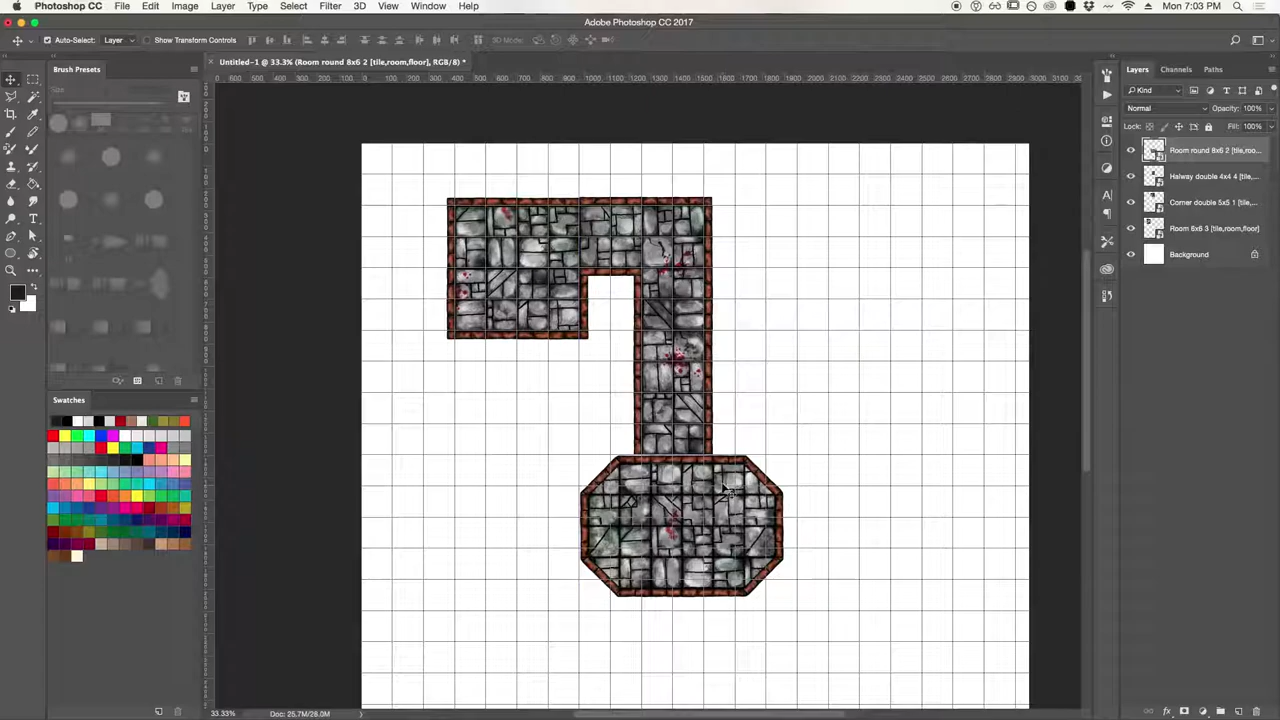 Photoshop CC File Edit Image Layer Type Select Filter 3D View Window Help Mon 7:03 PM
Adobe Photoshop CC 2017
Auto-Select: Layer Show Transform Controls 3D Mode:
Untitled-1 @ 33.3% (Room round 8x6 2 [tile,room,floor], RGB/8) *
Brush Presets
Size
Swatches
Layers Channels Paths
Kind
Normal Opacity: 100%
Lock: Fill: 100%
Room round 8x6 2 [tile,roo...
Halway double 4x4 4 [tile,...
Corner double 5x5 1 [tile,...
Room 6x6 3 [tile,room,floor]
Background
33.33% Doc: 25.7M/28.0M